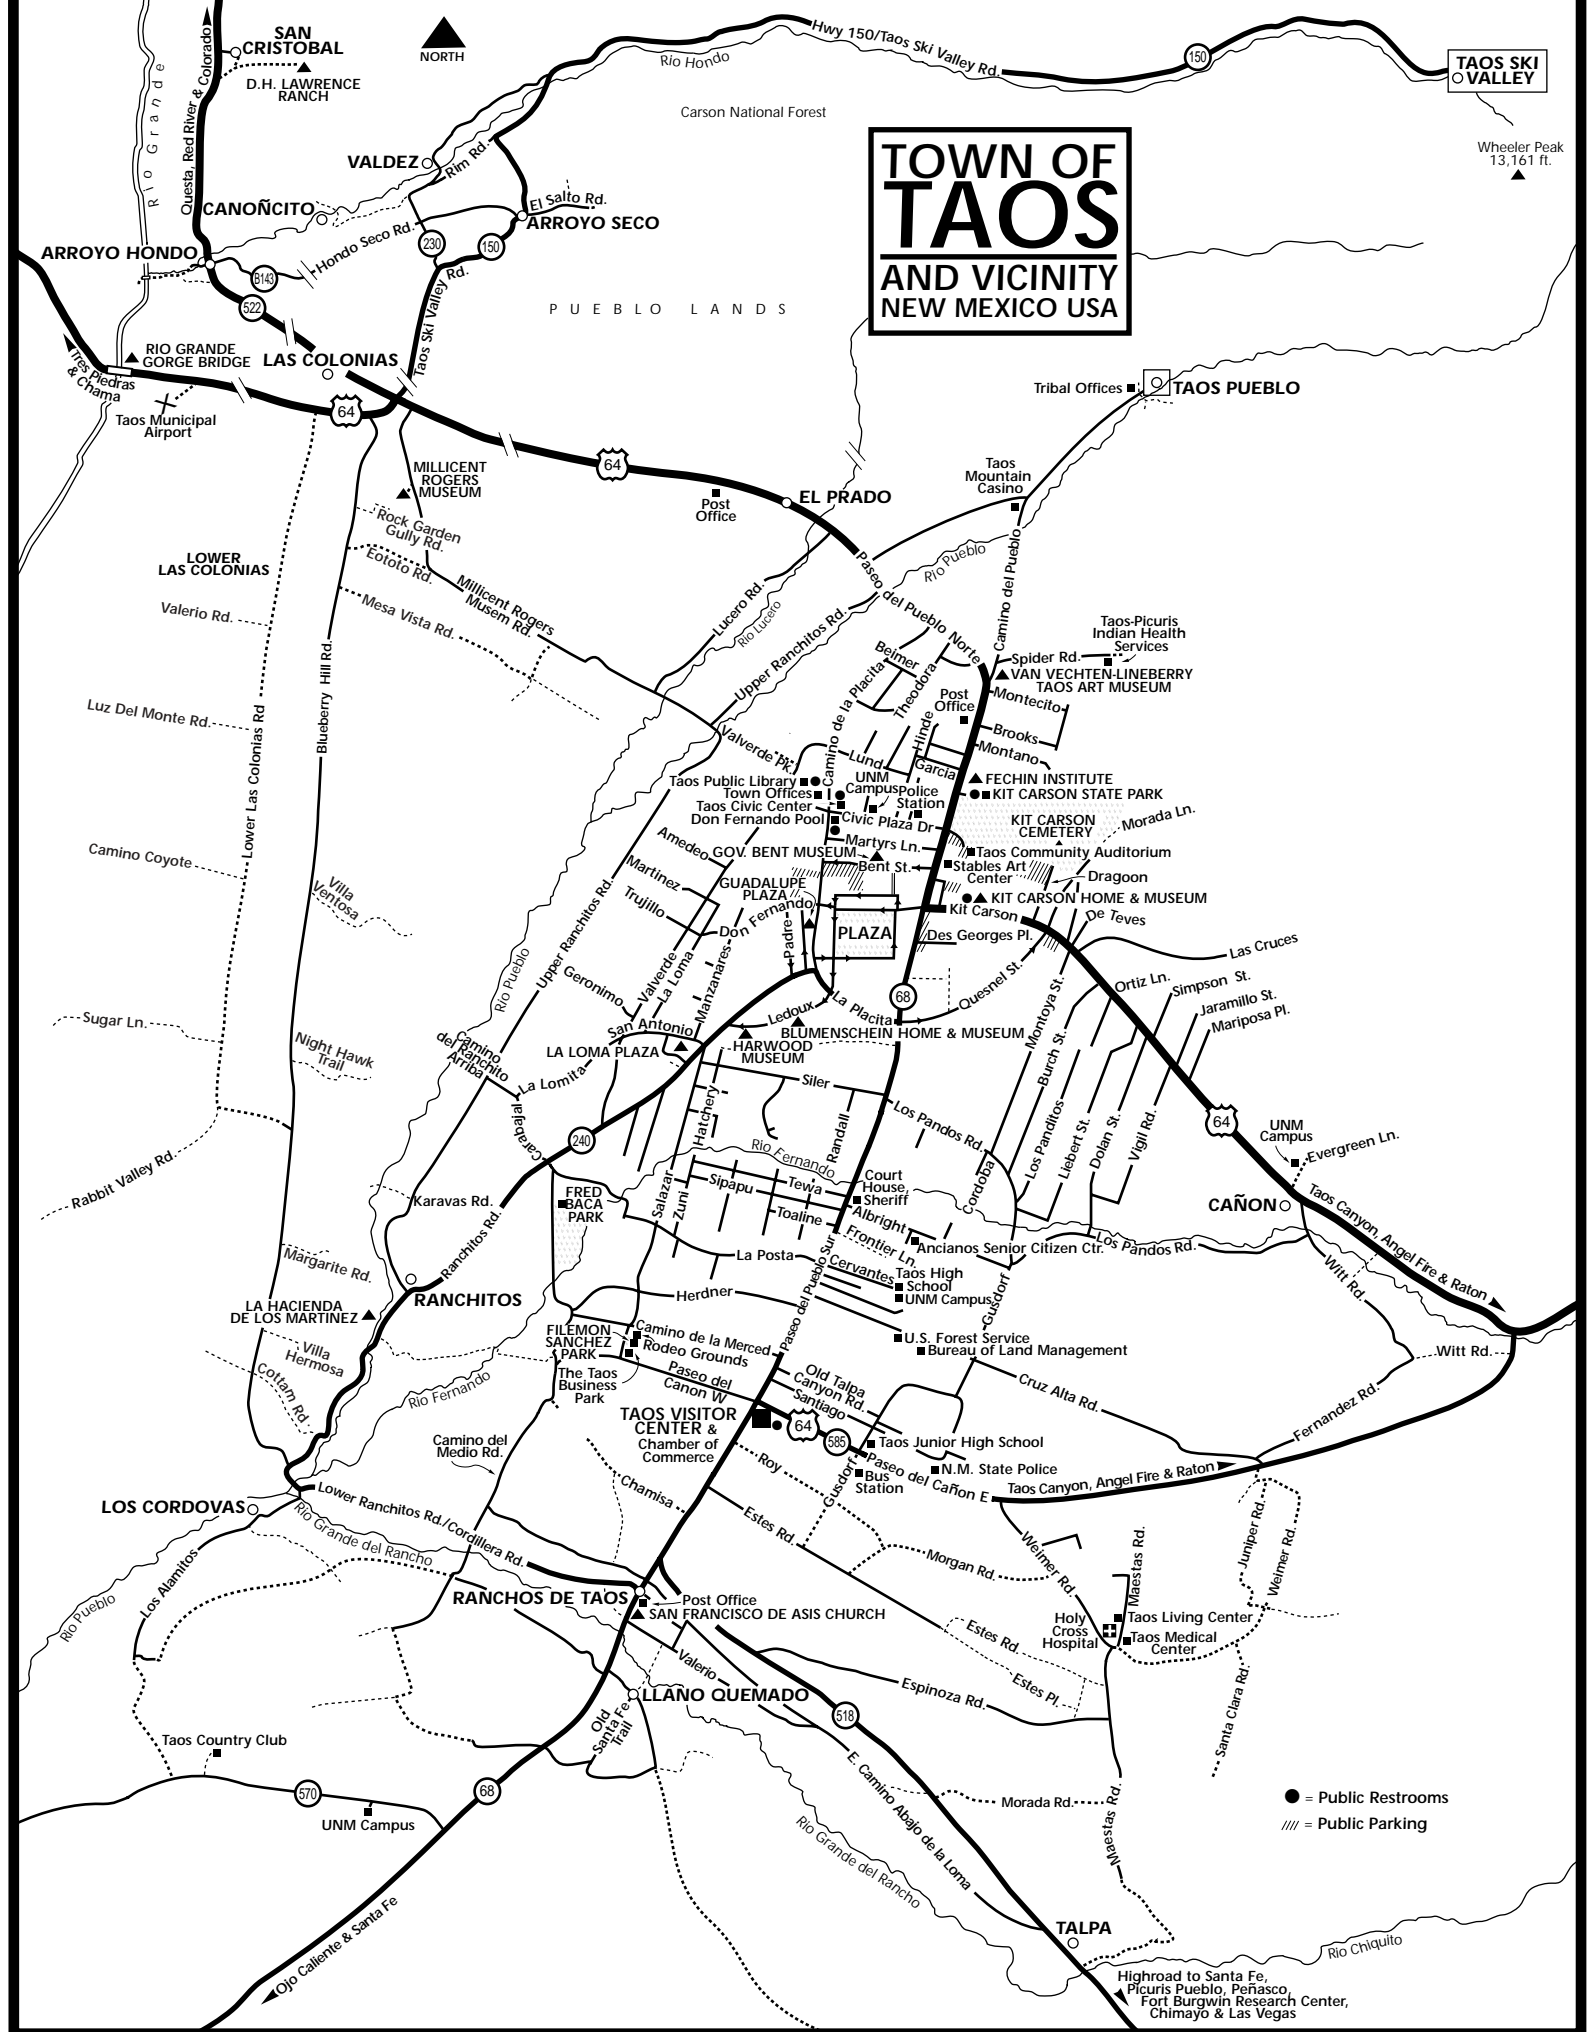 SAN
CRISTOBAL
D.H. LAWRENCE
RANCH
NORTH
Rio Grande
Questa, Red River & Colorado
Hwy 150/Taos Ski Valley Rd.
Rio Hondo
150
TAOS SKI
VALLEY
Carson National Forest
Wheeler Peak
13,161 ft.
TOWN OF
TAOS
AND VICINITY
NEW MEXICO USA
VALDEZ
Rim Rd.
CANOÑCITO
El Salto Rd.
ARROYO SECO
ARROYO HONDO
Hondo Seco Rd.
230
150
B143
522
Taos Ski Valley Rd.
PUEBLO LANDS
RIO GRANDE
GORGE BRIDGE
LAS COLONIAS
Tres Piedras
& Chama
Taos Municipal
Airport
64
Tribal Offices
TAOS PUEBLO
MILLICENT
ROGERS
MUSEUM
64
Post
Office
EL PRADO
Taos
Mountain
Casino
Rock Garden
Gully Rd.
Eototo Rd.
LOWER
LAS COLONIAS
Valerio Rd.
Mesa Vista Rd.
Millicent Rogers
Musem Rd.
Lucero Rd.
Rio Lucero
Upper Ranchitos Rd.
Paseo del Pueblo Norte
Rio Pueblo
Camino del Pueblo
Taos-Picuris
Indian Health
Services
Spider Rd.
VAN VECHTEN-LINEBERRY
TAOS ART MUSEUM
Beimer
Theodora
Camino de la Placita
Hinde
Post
Office
Montecito
Brooks
Montano
Luz Del Monte Rd.
Lower Las Colonias Rd
Blueberry Hill Rd.
Valverde Pk.
Lund
Garcia
Taos Public Library
Town Offices
Taos Civic Center
Don Fernando Pool
UNM
Campus
Police
Station
FECHIN INSTITUTE
KIT CARSON STATE PARK
KIT CARSON
CEMETERY
Morada Ln.
Civic Plaza Dr
Martyrs Ln.
GOV. BENT MUSEUM
Bent St.
Taos Community Auditorium
Stables Art
Center
Dragoon
Camino Coyote
Amedeo
Martinez
Trujillo
GUADALUPE
PLAZA
Don Fernando
Padre
PLAZA
KIT CARSON HOME & MUSEUM
Kit Carson
De Teves
Des Georges Pl.
Las Cruces
Villa
Ventosa
Rio Pueblo
Upper Ranchitos Rd.
Geronimo
Valverde
La Loma
Manzanares
Quesnel St.
68
La Placita
Ledoux
Montoya St.
Burch St.
Ortiz Ln.
Simpson St.
Jaramillo St.
Mariposa Pl.
Sugar Ln.
Night Hawk
Trail
San Antonio
LA LOMA PLAZA
HARWOOD
MUSEUM
BLUMENSCHEIN HOME & MUSEUM
Camino
del Ranchito
Arriba
La Lomita
Carabajal
Hatchery
Siler
Randall
Los Pandos Rd.
Los Panditos
Liebert St.
Dolan St.
Vigil Rd.
64
UNM
Campus
Evergreen Ln.
240
Rio Fernando
Rabbit Valley Rd.
Karavas Rd.
Ranchitos Rd.
FRED
BACA
PARK
Salazar
Zuni
Sipapu
Tewa
Toaline
Court
House,
Sheriff
Albright
Frontier Ln.
Cordoba
CAÑON
Ancianos Senior Citizen Ctr.
Los Pandos Rd.
Taos Canyon, Angel Fire & Raton
Witt Rd.
Margarite Rd.
RANCHITOS
La Posta
Cervantes
Taos High
School
UNM Campus
Gusdorf
Herdner
Paseo del Pueblo Sur
LA HACIENDA
DE LOS MARTINEZ
FILEMON
SANCHEZ
PARK
Camino de la Merced
Rodeo Grounds
U.S. Forest Service
Bureau of Land Management
Witt Rd.
Villa
Hermosa
Cottam Rd.
The Taos
Business
Park
Paseo del
Canon W
Old Talpa
Canyon Rd.
Santiago
Cruz Alta Rd.
Fernandez Rd.
Rio Fernando
TAOS VISITOR
CENTER &
Chamber of
Commerce
64
585
Taos Junior High School
N.M. State Police
Bus
Station
Paseo del Cañon E
Taos Canyon, Angel Fire & Raton
Camino del
Medio Rd.
Roy
Chamisa
Gusdorf
Estes Rd.
LOS CORDOVAS
Lower Ranchitos Rd./Cordillera Rd.
Rio Grande del Rancho
Los Alamitos
Rio Pueblo
Morgan Rd.
Weimer Rd.
Maestas Rd.
Juniper Rd.
Weimer Rd.
RANCHOS DE TAOS
Post Office
SAN FRANCISCO DE ASIS CHURCH
Holy
Cross
Hospital
Taos Living Center
Taos Medical
Center
Estes Rd.
Estes Pl.
Valerio
LLANO QUEMADO
Espinoza Rd.
518
Santa Clara Rd.
Old
Santa Fe
Trail
Taos Country Club
570
68
UNM Campus
E. Camino Abajo de la Loma
Morada Rd.
Maestas Rd.
= Public Restrooms
= Public Parking
Rio Grande del Rancho
Ojo Caliente & Santa Fe
TALPA
Rio Chiquito
Highroad to Santa Fe,
Picuris Pueblo, Peñasco,
Fort Burgwin Research Center,
Chimayo & Las Vegas